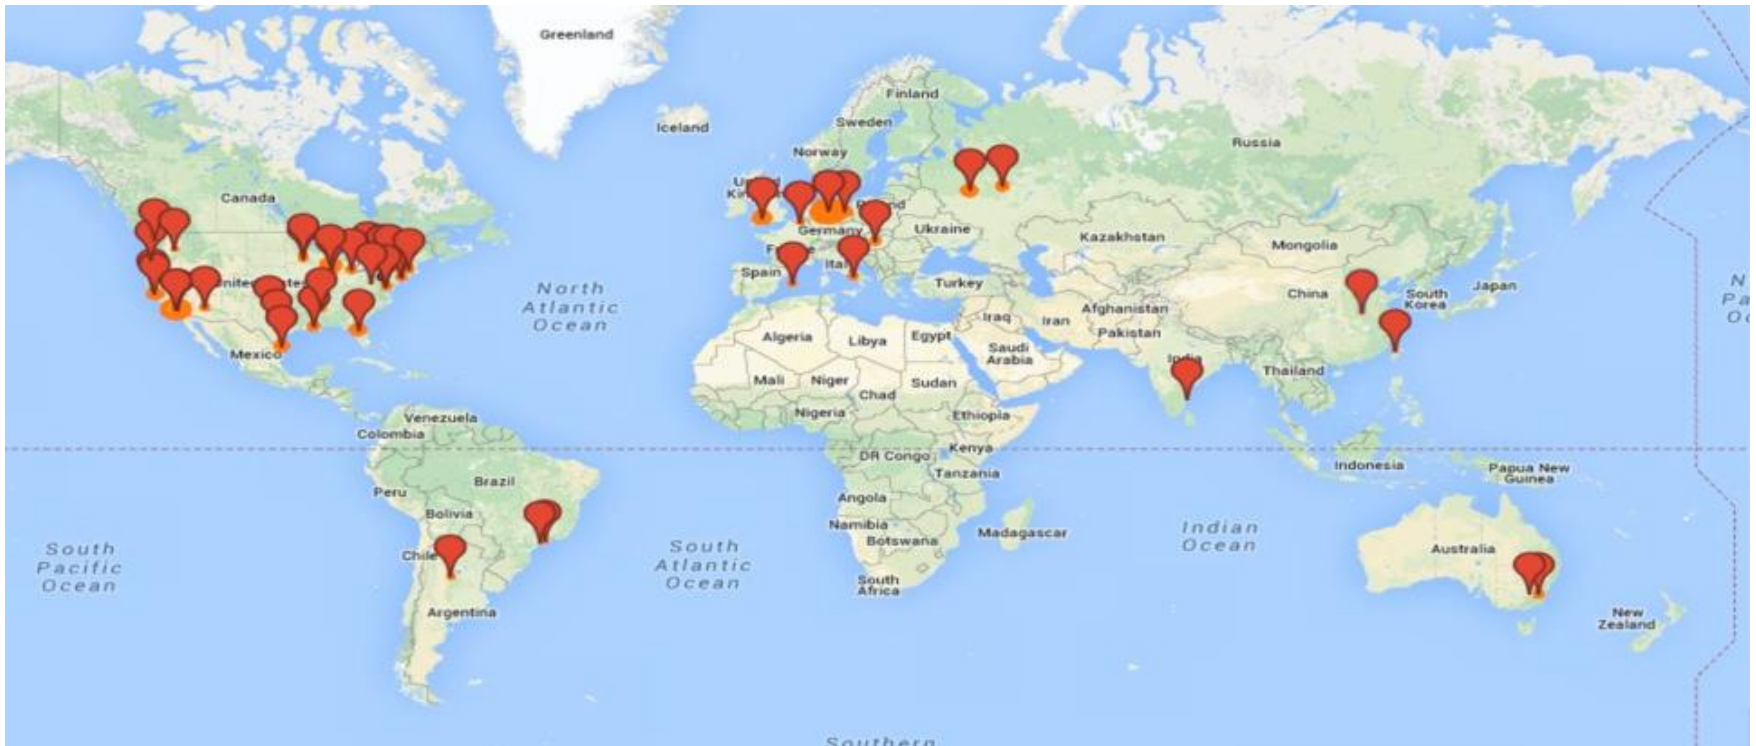 Greenland
Iceland
Finland
Sweden
Norway
Russia
Canada
Germany
Ukraine
Kazakhstan
Mongolia
Spain
Turkey
China
South
Korea
Japan
North
Atlantic
Ocean
Iraq
Iran
Afghanistan
Pakistan
Mexico
Algeria
Libya
Egypt
Saudi
Arabia
India
Thailand
Mali
Niger
Chad
Sudan
Nigeria
Ethiopia
Venezuela
Colombia
DR Congo
Kenya
Tanzania
Indonesia
Papua New
Guinea
Brazil
Peru
Bolivia
Angola
Namibia
Botswana
Madagascar
South
Africa
Indian
Ocean
Australia
South
Pacific
Ocean
Chile
South
Atlantic
Ocean
Argentina
New
Zealand
Southern